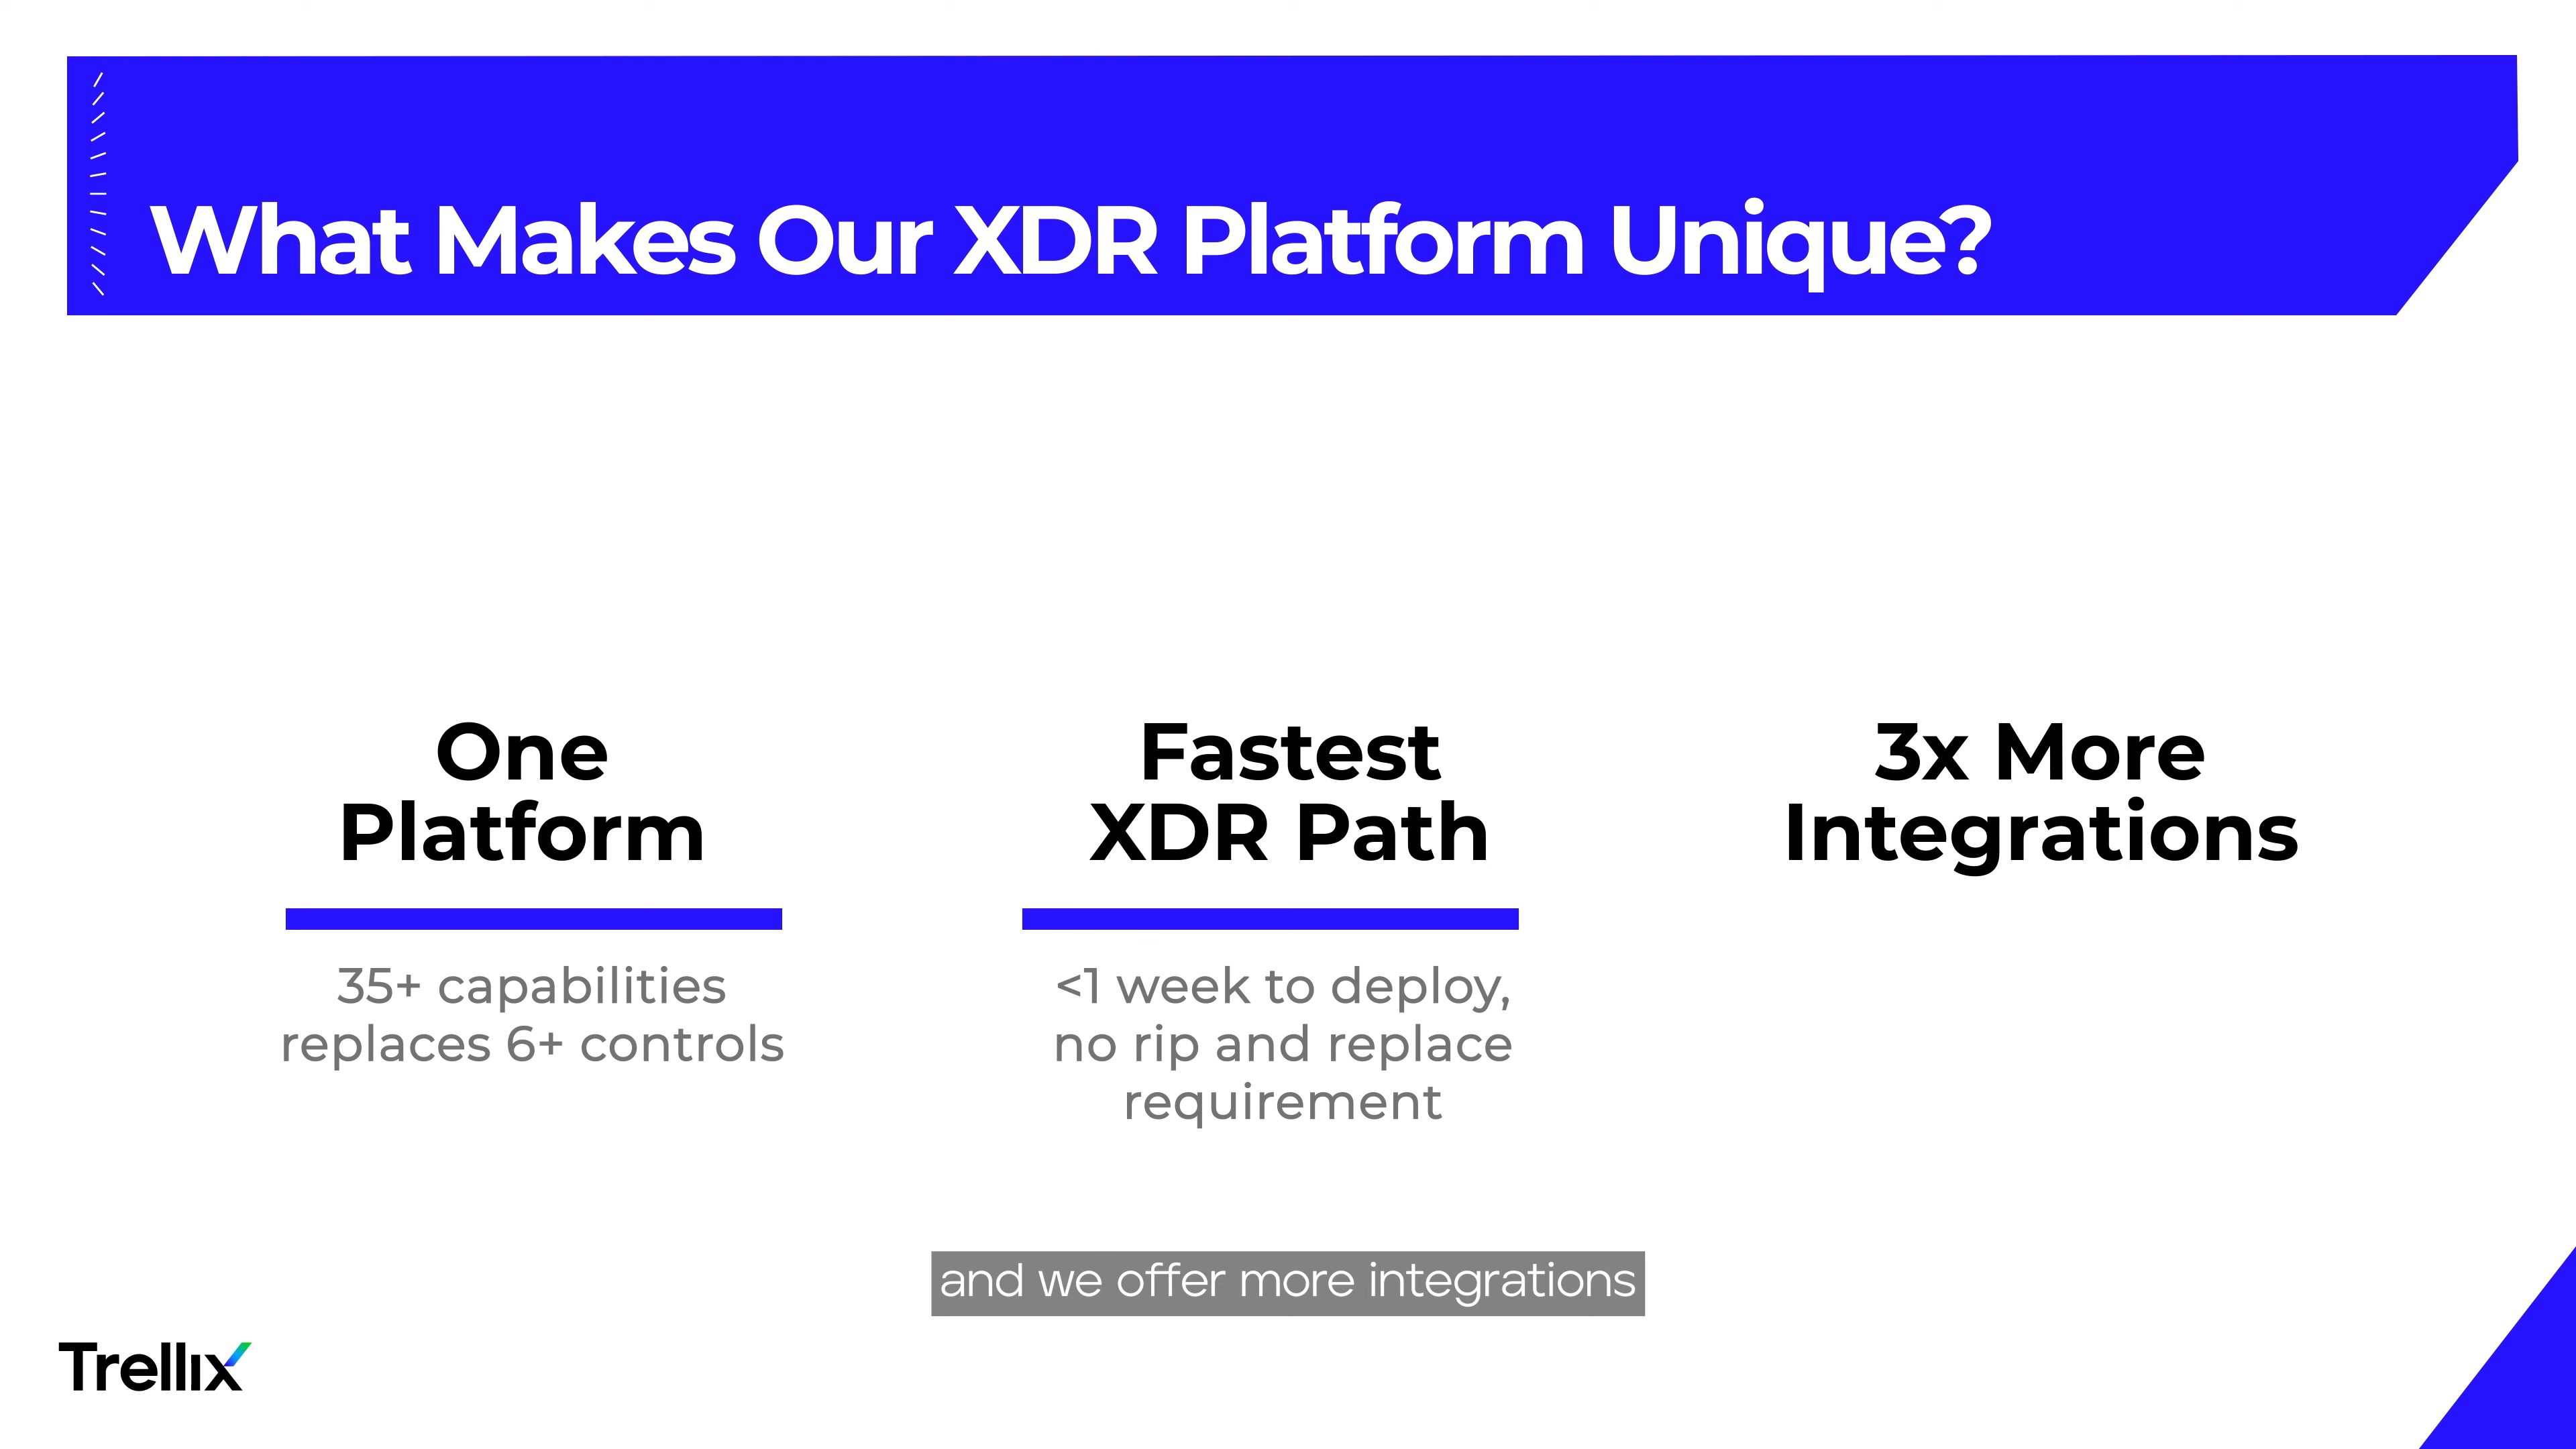 What Makes Our XDR Platform Unique?
One
Platform
35+ capabilities
replaces 6+ controls
Fastest
XDR Path
<1 week to deploy,
no rip and replace
requirement
3x More
Integrations
and we offer more integrations
Trellix